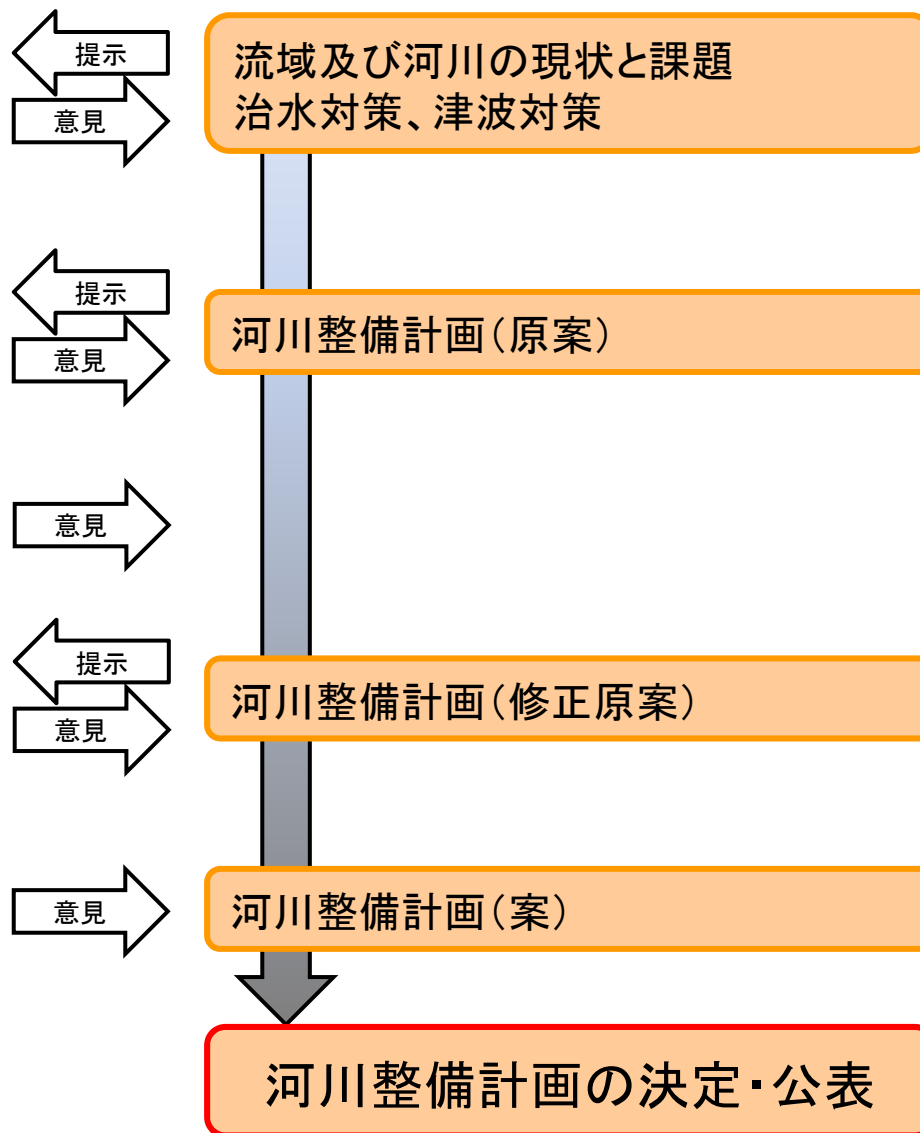 提示
意見
流域及び河川の現状と課題
治水対策、津波対策
提示
意見
河川整備計画（原案）
意見
提示
意見
河川整備計画（修正原案）
意見
河川整備計画（案）
河川整備計画の決定・公表